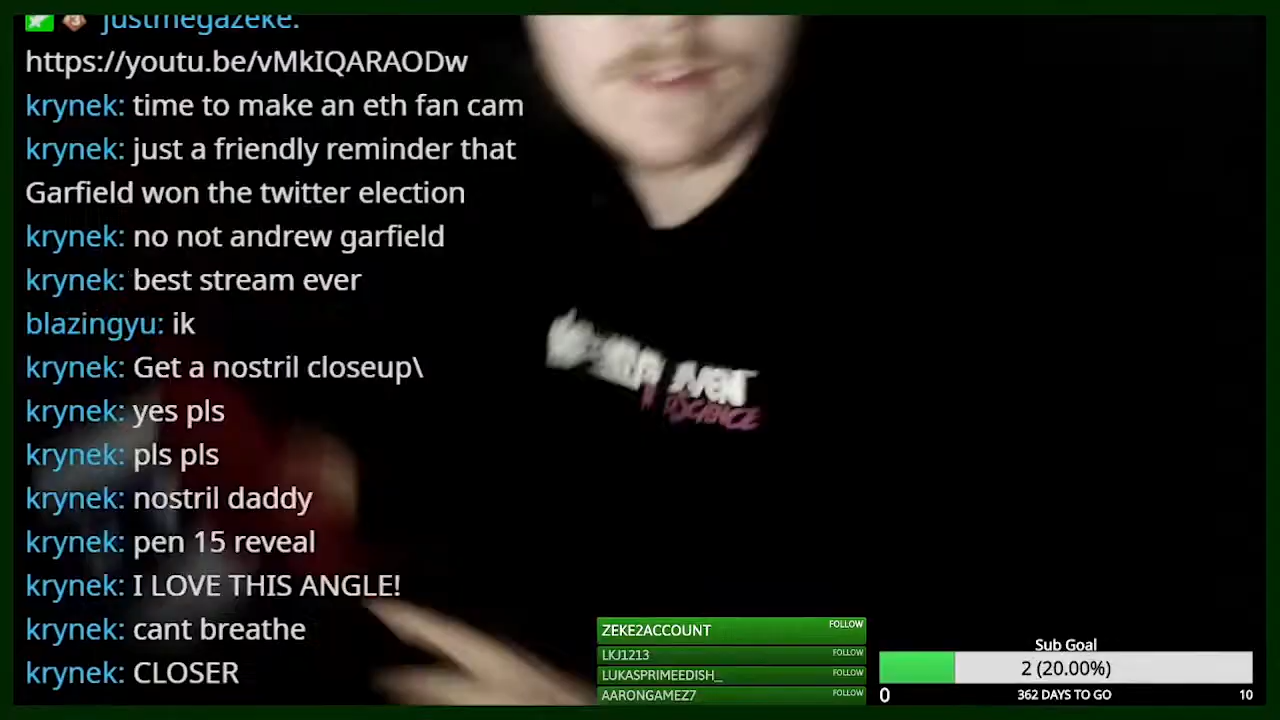 justmegazeke:
https://youtu.be/vMkIQARAODw
krynek: time to make an eth fan cam
krynek: just a friendly reminder that
Garfield won the twitter election
krynek: no not andrew garfield
krynek: best stream ever
blazingyu: ik
krynek: Get a nostril closeup\
krynek: yes pls
krynek: pls pls
krynek: nostril daddy
krynek: pen 15 reveal
krynek: I LOVE THIS ANGLE!
krynek: cant breathe
krynek: CLOSER
ZEKE2ACCOUNT FOLLOW
LKJ1213 FOLLOW
LUKASPRIMEEDISH_ FOLLOW
AARONGAMEZ7 FOLLOW
Sub Goal
2 (20.00%)
0 362 DAYS TO GO 10